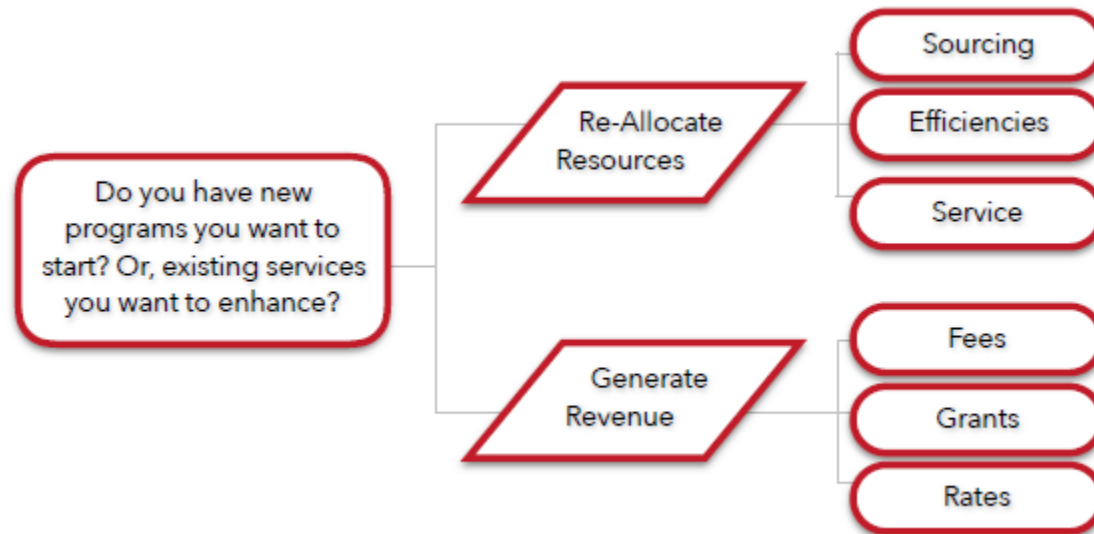 Do you have new
programs you want to
start? Or, existing services
you want to enhance?
Re-Allocate
Resources
Sourcing
Efficiencies
Service
Generate
Revenue
Fees
Grants
Rates